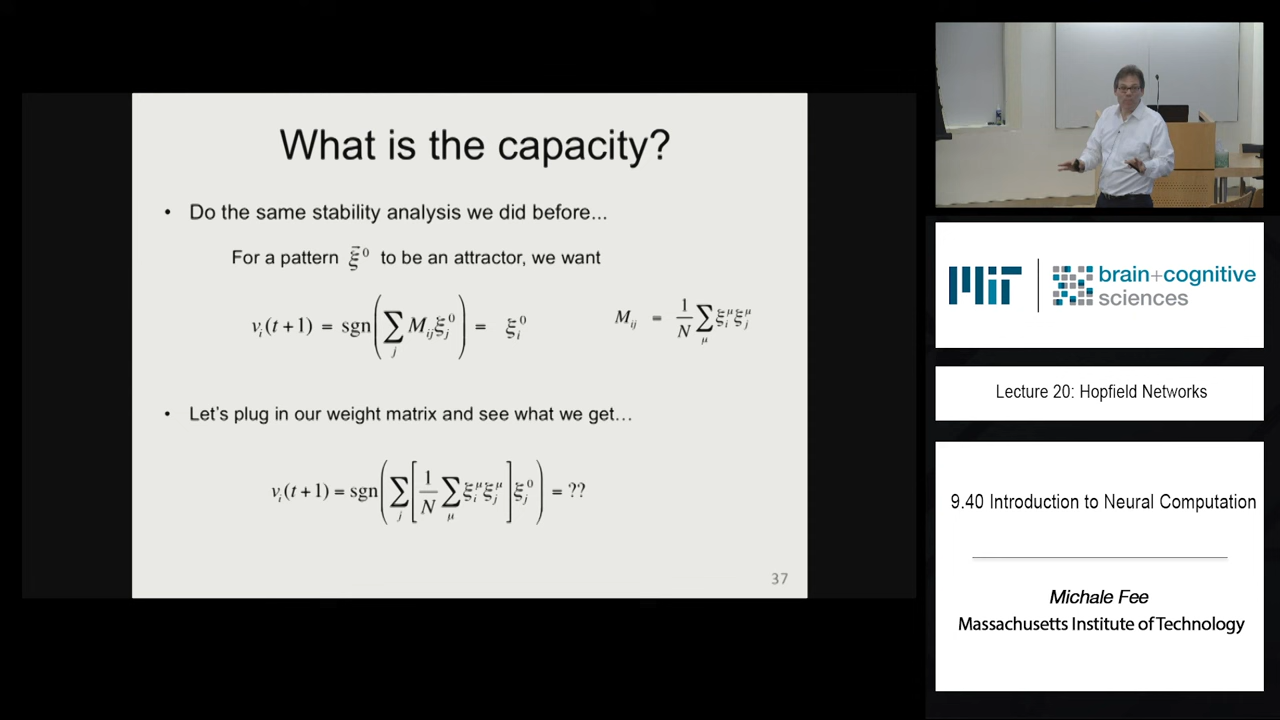 What is the capacity?
• Do the same stability analysis we did before...
For a pattern ξ⃗⁰ to be an attractor, we want
vᵢ(t+1) = sgn(∑ⱼ Mᵢⱼξⱼ⁰) = ξᵢ⁰
Mᵢⱼ = 1/N ∑_μ ξᵢ^μ ξⱼ^μ
• Let's plug in our weight matrix and see what we get…
vᵢ(t+1) = sgn(∑ⱼ[1/N ∑_μ ξᵢ^μ ξⱼ^μ]ξⱼ⁰) = ??
37
MIT
brain+cognitive
sciences
Lecture 20: Hopfield Networks
9.40 Introduction to Neural Computation
Michale Fee
Massachusetts Institute of Technology